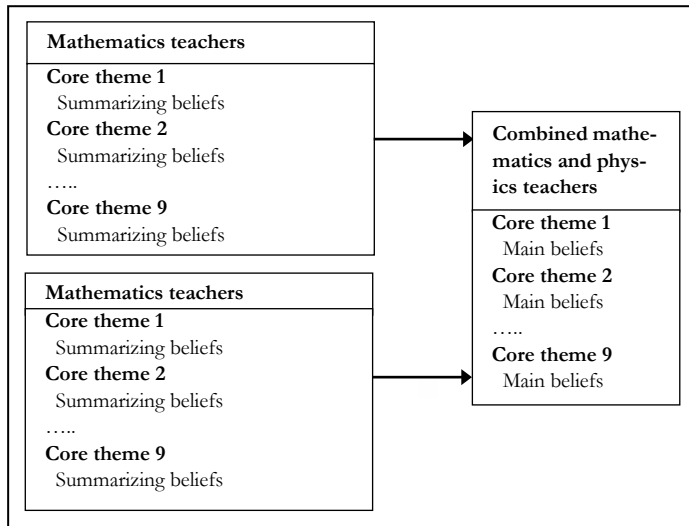 Mathematics teachers
Core theme 1
Summarizing beliefs
Core theme 2
Summarizing beliefs
…..
Core theme 9
Summarizing beliefs
Mathematics teachers
Core theme 1
Summarizing beliefs
Core theme 2
Summarizing beliefs
…..
Core theme 9
Summarizing beliefs
Combined mathe-
matics and phys-
ics teachers
Core theme 1
Main beliefs
Core theme 2
Main beliefs
…..
Core theme 9
Main beliefs